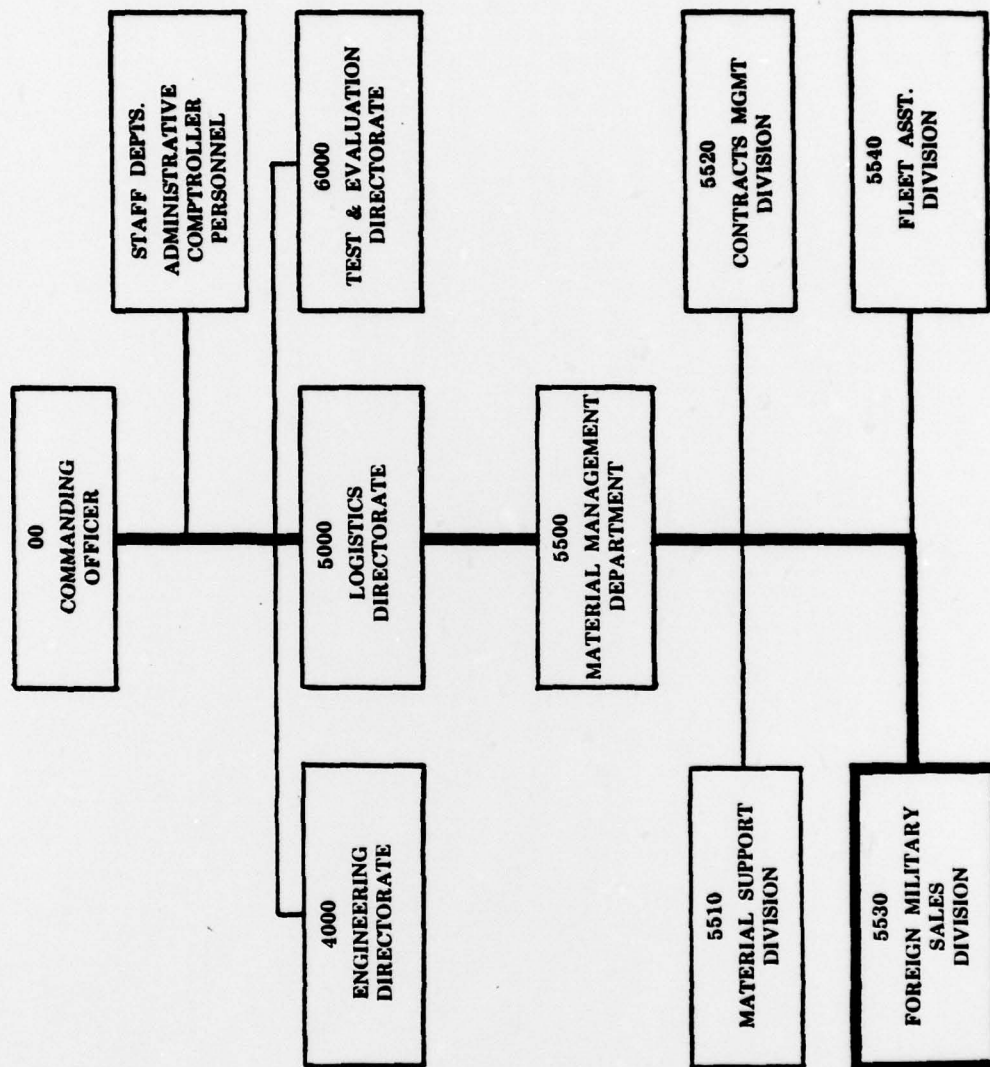 00
COMMANDING
OFFICER
STAFF DEPTS.
ADMINISTRATIVE
COMPTROLLER
PERSONNEL
4000
ENGINEERING
DIRECTORATE
5000
LOGISTICS
DIRECTORATE
6000
TEST & EVALUATION
DIRECTORATE
5500
MATERIAL MANAGEMENT
DEPARTMENT
5510
MATERIAL SUPPORT
DIVISION
5520
CONTRACTS MGMT
DIVISION
5530
FOREIGN MILITARY
SALES
DIVISION
5540
FLEET ASST.
DIVISION